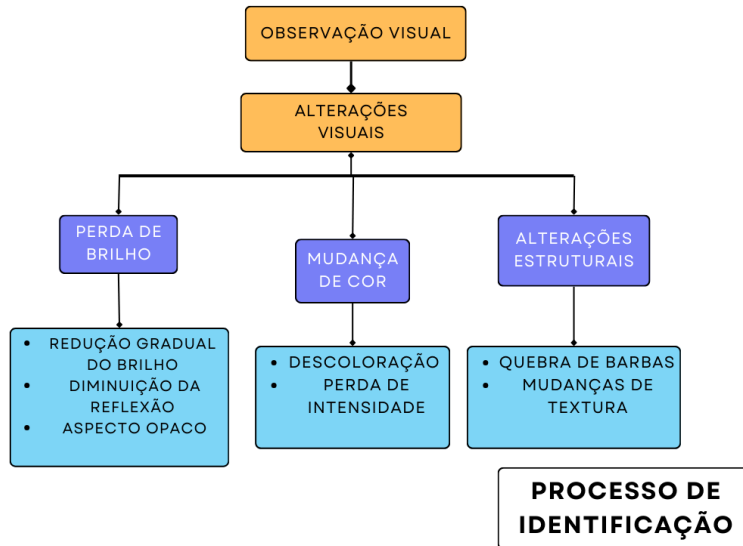 OBSERVAÇÃO VISUAL
ALTERAÇÕES
VISUAIS
PERDA DE
BRILHO
MUDANÇA
DE COR
ALTERAÇÕES
ESTRUTURAIS
• REDUÇÃO GRADUAL
DO BRILHO
• DIMINUIÇÃO DA
REFLEXÃO
• ASPECTO OPACO
• DESCOLORAÇÃO
• PERDA DE
INTENSIDADE
• QUEBRA DE BARBAS
• MUDANÇAS DE
TEXTURA
PROCESSO DE
IDENTIFICAÇÃO